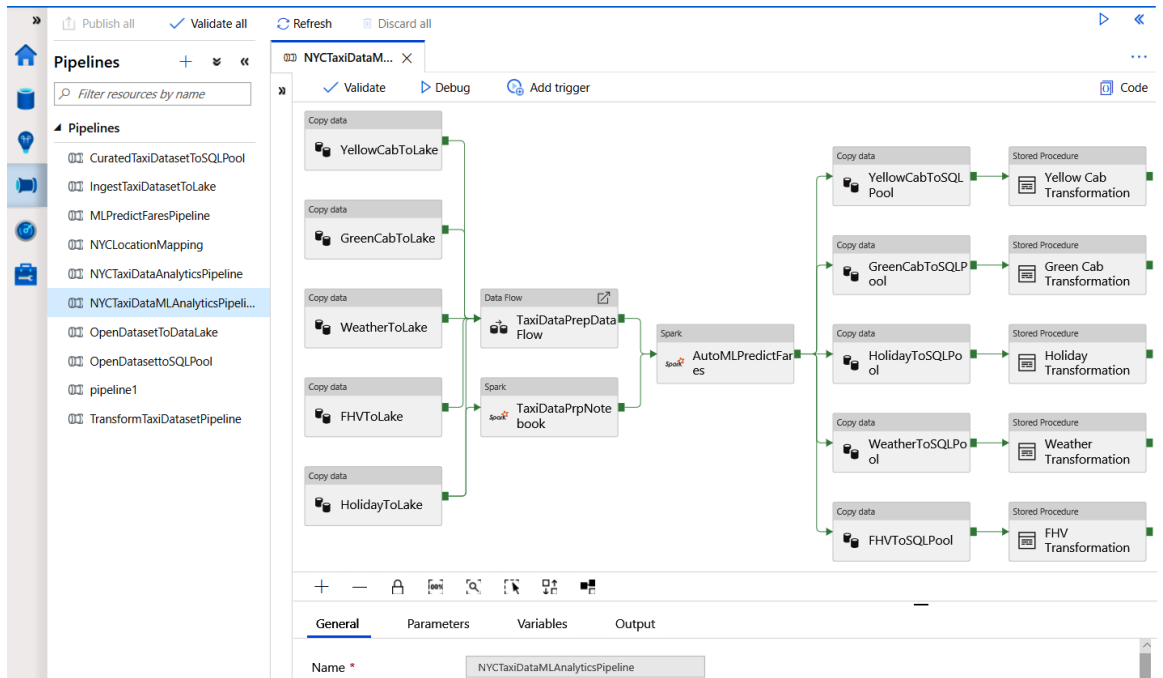 Publish all
Validate all
Refresh
Discard all
Pipelines
Filter resources by name
Pipelines
CuratedTaxiDatasetToSQLPool
IngestTaxiDatasetToLake
MLPredictFaresPipeline
NYCLocationMapping
NYCTaxiDataAnalyticsPipeline
NYCTaxiDataMLAnalyticsPipeli...
OpenDatasetToDataLake
OpenDatasettoSQLPool
pipeline1
TransformTaxiDatasetPipeline
NYCTaxiDataM...
Validate
Debug
Add trigger
Code
Copy data
YellowCabToLake
Copy data
GreenCabToLake
Copy data
WeatherToLake
Copy data
FHVToLake
Copy data
HolidayToLake
Data Flow
TaxiDataPrepData
Flow
Spark
Spark
TaxiDataPrpNote
book
Spark
Spark
AutoMLPredictFar
es
Copy data
YellowCabToSQL
Pool
Copy data
GreenCabToSQLP
ool
Copy data
HolidayToSQLPo
ol
Copy data
WeatherToSQLPo
ol
Copy data
FHVToSQLPool
Stored Procedure
Yellow Cab
Transformation
Stored Procedure
Green Cab
Transformation
Stored Procedure
Holiday
Transformation
Stored Procedure
Weather
Transformation
Stored Procedure
FHV
Transformation
100%
General
Parameters
Variables
Output
Name *
NYCTaxiDataMLAnalyticsPipeline